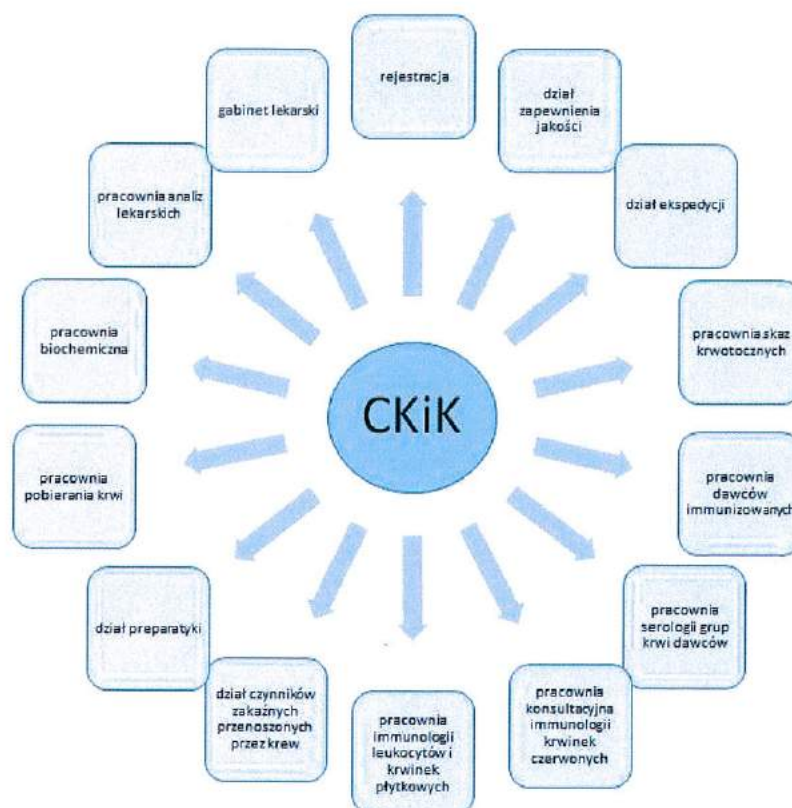 rejestracja
dział
zapewnienia
jakości
dział ekspedycji
pracownia skaz
krwotocznych
pracownia
dawców
immunizowanych
pracownia
serologii grup
krwi dawców
pracownia
konsultacyjna
immunologii
krwinek
czerwonych
pracownia
immunologii
leukocytów i
krwinek
płytkowych
dział czynników
zakaźnych
przenoszonych
przez krew
dział preparatyki
pracownia
pobierania krwi
pracownia
biochemiczna
pracownia analiz
lekarskich
gabinet lekarski
CKiK